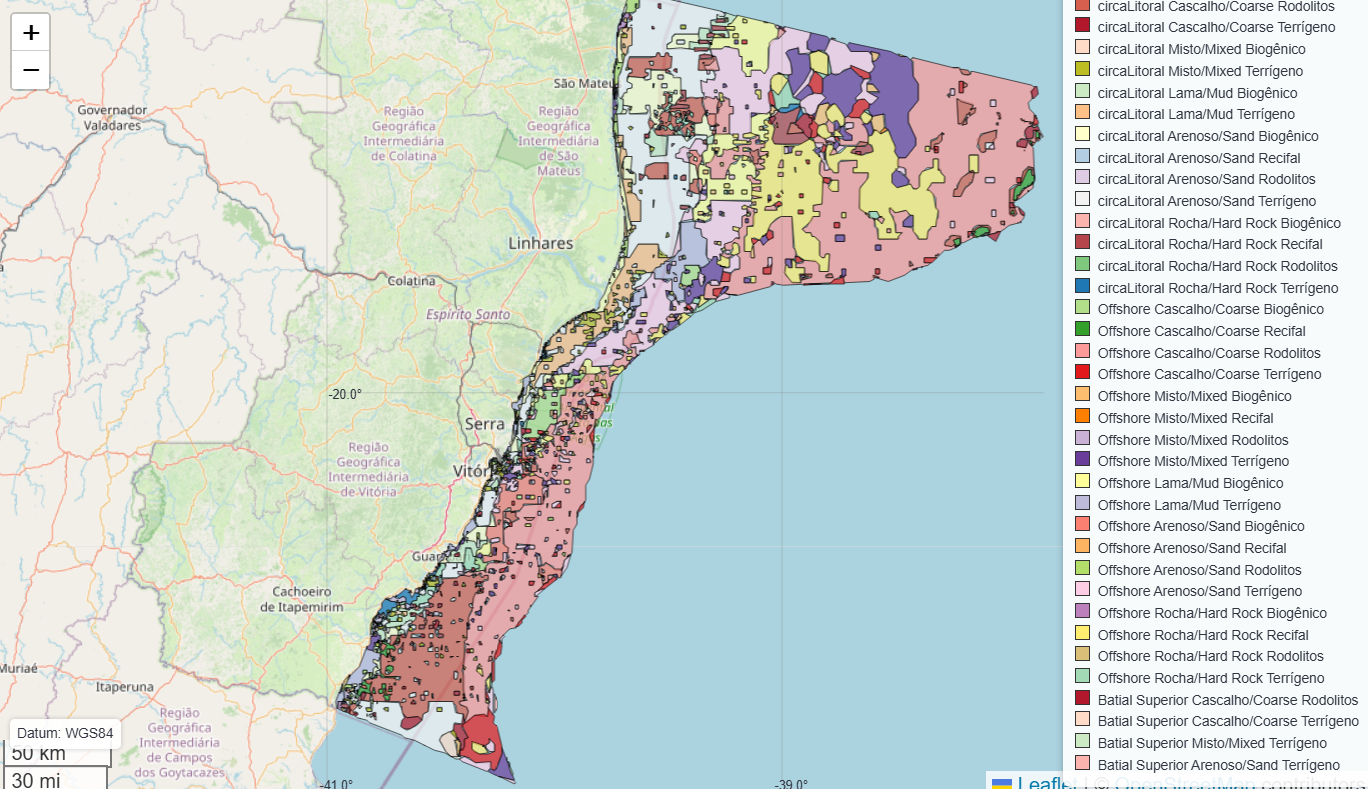 +
−
São Mateu
Governador
Valadares
Região
Geográfica
Intermediária
de Colatina
Região
Geográfica
Intermediária
de São
Mateus
Linhares
Colatina
Espírito Santo
-20.0°
Serra
Região
Geográfica
Intermediária
de Vitória
Vitór
Guara
Cachoeiro
de Itapemirim
Muriaé
Itaperuna
Região
Geográfica
Intermediária
de Campos
dos Goytacazes
Datum: WGS84
50 km
30 mi
-41.0°
-39.0°
circaLitoral Cascalho/Coarse Rodolitos
circaLitoral Cascalho/Coarse Terrígeno
circaLitoral Misto/Mixed Biogênico
circaLitoral Misto/Mixed Terrígeno
circaLitoral Lama/Mud Biogênico
circaLitoral Lama/Mud Terrígeno
circaLitoral Arenoso/Sand Biogênico
circaLitoral Arenoso/Sand Recifal
circaLitoral Arenoso/Sand Rodolitos
circaLitoral Arenoso/Sand Terrígeno
circaLitoral Rocha/Hard Rock Biogênico
circaLitoral Rocha/Hard Rock Recifal
circaLitoral Rocha/Hard Rock Rodolitos
circaLitoral Rocha/Hard Rock Terrígeno
Offshore Cascalho/Coarse Biogênico
Offshore Cascalho/Coarse Recifal
Offshore Cascalho/Coarse Rodolitos
Offshore Cascalho/Coarse Terrígeno
Offshore Misto/Mixed Biogênico
Offshore Misto/Mixed Recifal
Offshore Misto/Mixed Rodolitos
Offshore Misto/Mixed Terrígeno
Offshore Lama/Mud Biogênico
Offshore Lama/Mud Terrígeno
Offshore Arenoso/Sand Biogênico
Offshore Arenoso/Sand Recifal
Offshore Arenoso/Sand Rodolitos
Offshore Arenoso/Sand Terrígeno
Offshore Rocha/Hard Rock Biogênico
Offshore Rocha/Hard Rock Recifal
Offshore Rocha/Hard Rock Rodolitos
Offshore Rocha/Hard Rock Terrígeno
Batial Superior Cascalho/Coarse Rodolitos
Batial Superior Cascalho/Coarse Terrígeno
Batial Superior Misto/Mixed Terrígeno
Batial Superior Arenoso/Sand Terrígeno
Leaflet | © OpenStreetMap contributors